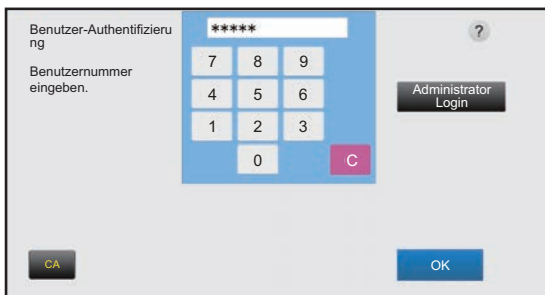 Benutzer-Authentifizieru
ng
Benutzernummer
eingeben.
*****
?
7 8 9
4 5 6
1 2 3
0 C
Administrator
Login
CA
OK